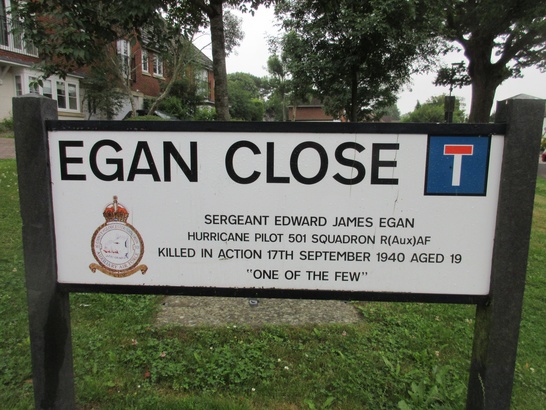 EGAN CLOSE
SERGEANT EDWARD JAMES EGAN
HURRICANE PILOT 501 SQUADRON R(Aux)AF
KILLED IN ACTION 17TH SEPTEMBER 1940 AGED 19
"ONE OF THE FEW"